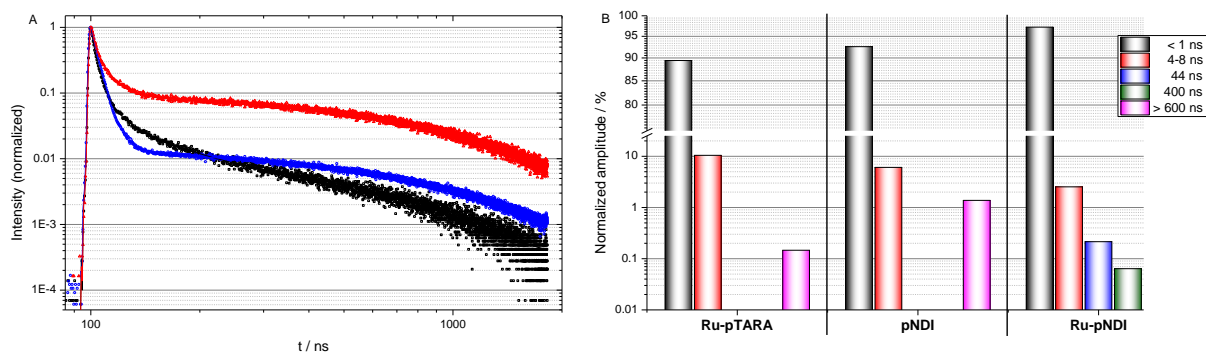 A
Intensity (normalized)
1
0.1
0.01
1E-3
1E-4
100
1000
t / ns
B
Normalized amplitude / %
100
95
90
85
80
10
1
0.1
0.01
Ru-pTARA
pNDI
Ru-pNDI
< 1 ns
4-8 ns
44 ns
400 ns
> 600 ns